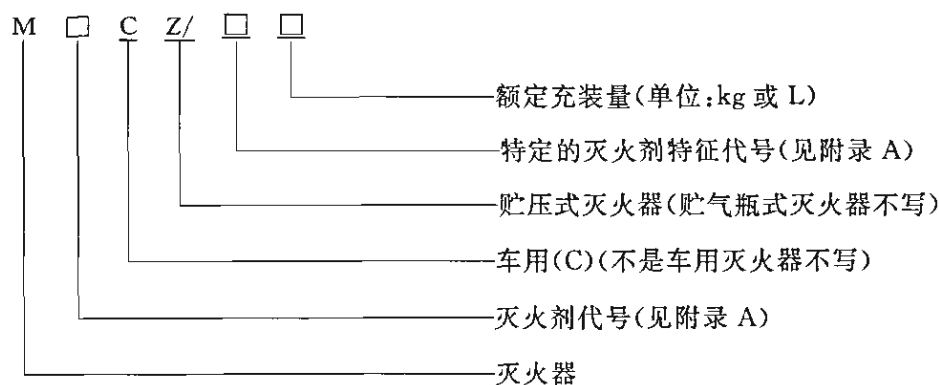 M □ C Z/ □ □
额定充装量(单位:kg 或 L)
特定的灭火剂特征代号(见附录 A)
贮压式灭火器(贮气瓶式灭火器不写)
车用(C)(不是车用灭火器不写)
灭火剂代号(见附录 A)
灭火器